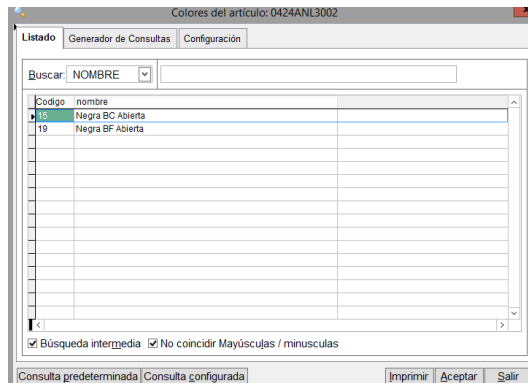 Colores del artículo: 0424ANL3002
Listado Generador de Consultas Configuración
Buscar: NOMBRE
Codigo nombre
15 Negra BC Abierta
19 Negra BF Abierta
Búsqueda intermedia No coincidir Mayúsculas / minusculas
Consulta predeterminada Consulta configurada Imprimir Aceptar Salir